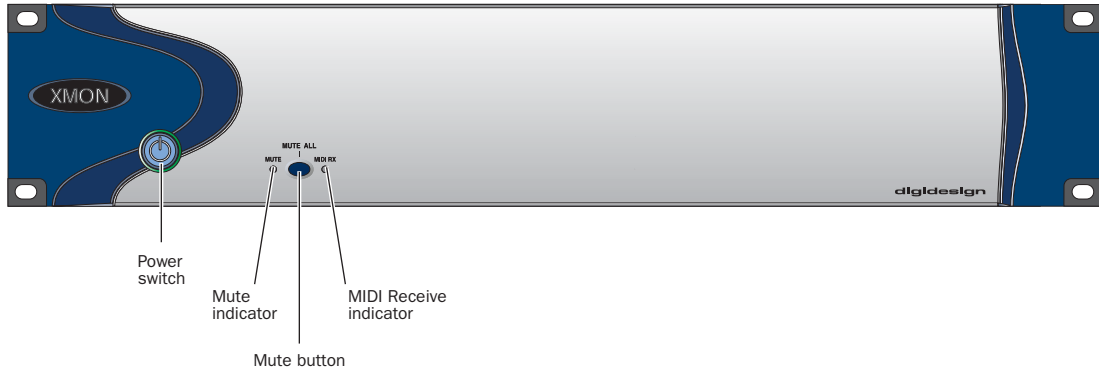 XMON
MUTE ALL
MUTE
MIDI RX
digidesign
Power
switch
Mute
indicator
MIDI Receive
indicator
Mute button